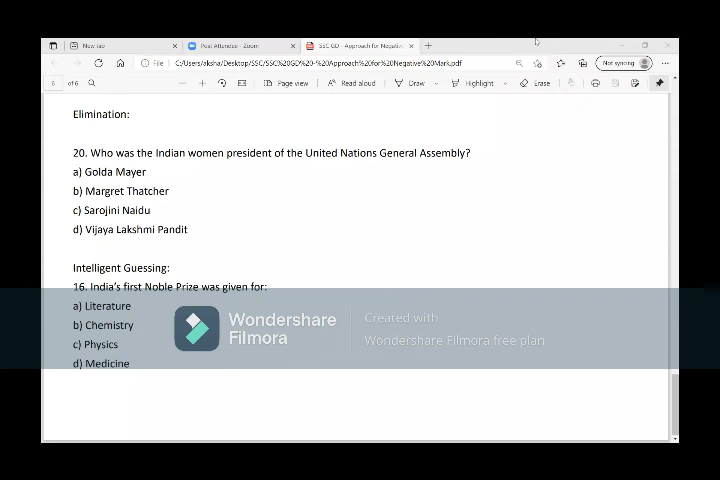 New tab
Post Attendee - Zoom
SSC GD - Approach for Negative
File
C:/Users/aksha/Desktop/SSC/SSC%20GD%20-%20Approach%20for%20Negative%20Mark.pdf
Not syncing
6 of 6
Page view
Read aloud
Draw
Highlight
Erase
Elimination:
20. Who was the Indian women president of the United Nations General Assembly?
a) Golda Mayer
b) Margret Thatcher
c) Sarojini Naidu
d) Vijaya Lakshmi Pandit
Intelligent Guessing:
16. India's first Noble Prize was given for:
a) Literature
b) Chemistry
c) Physics
d) Medicine
Wondershare
Filmora
Created with
Wondershare Filmora free plan